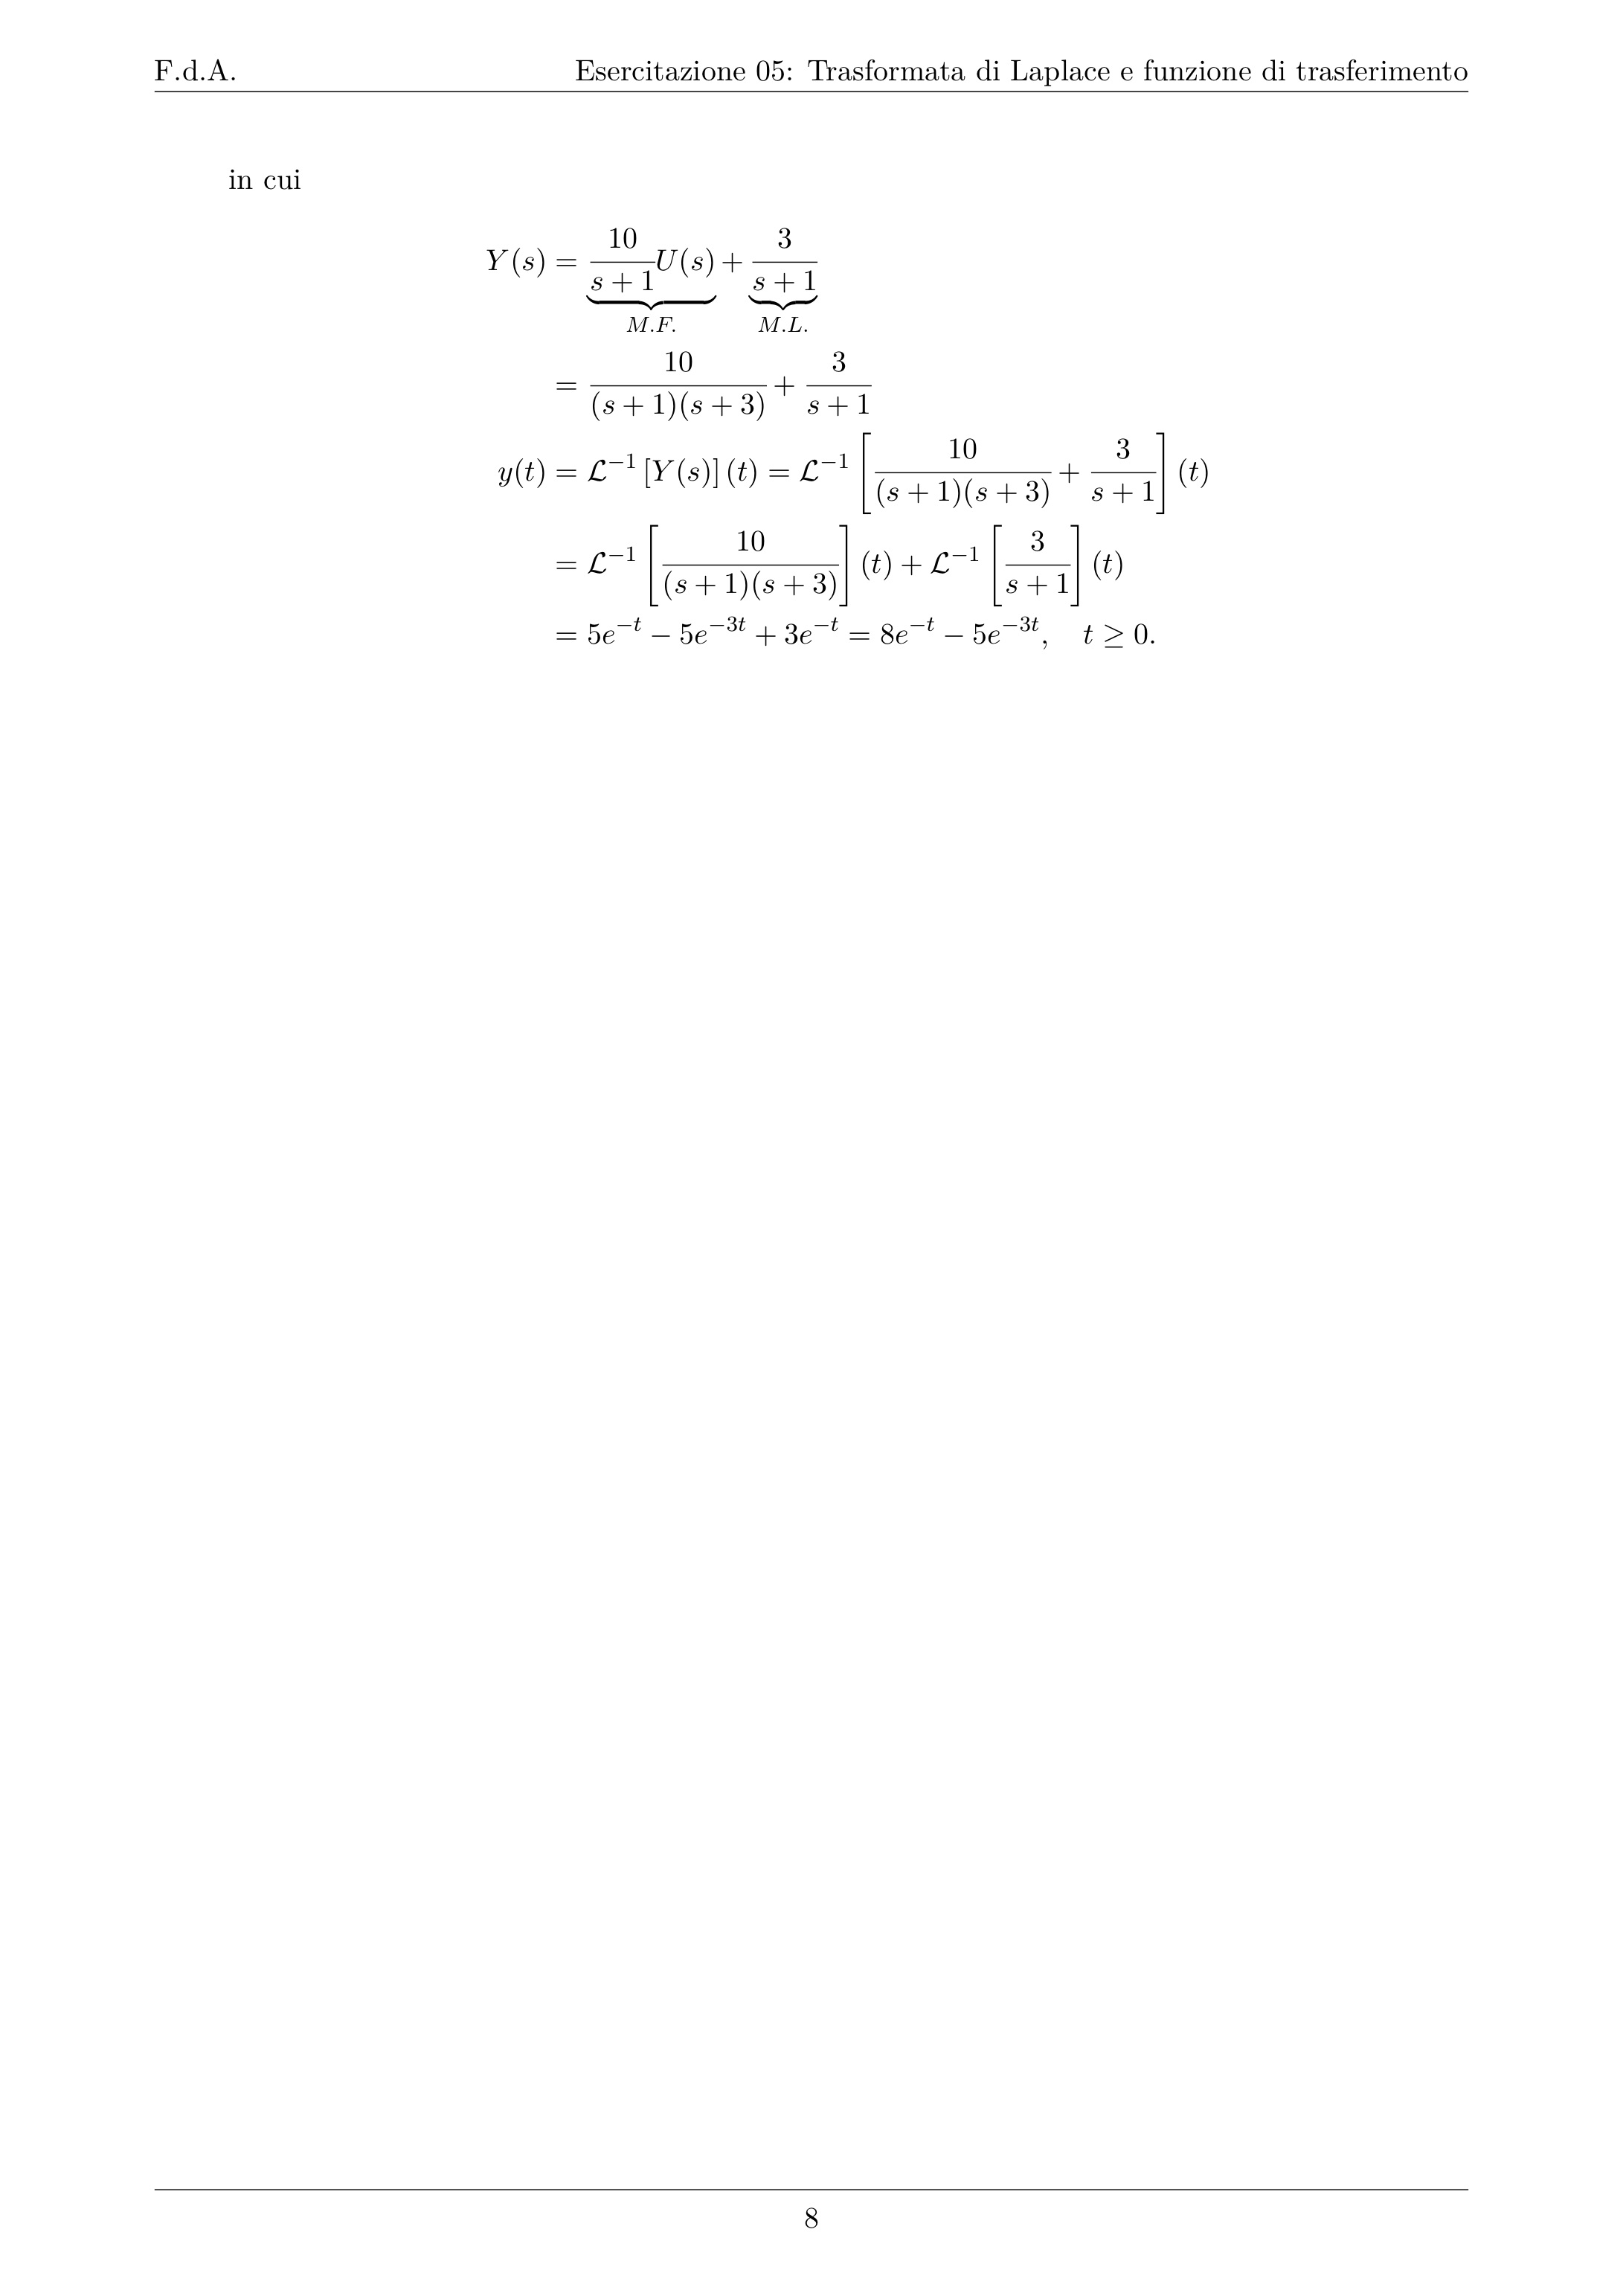 F.d.A. Esercitazione 05: Trasformata di Laplace e funzione di trasferimento
in cui
$Y(s) = \underbrace{\frac{10}{s+1}U(s)}_{M.F.} + \underbrace{\frac{3}{s+1}}_{M.L.}$
$= \frac{10}{(s+1)(s+3)} + \frac{3}{s+1}$
$y(t) = \mathcal{L}^{-1}\left[Y(s)\right](t) = \mathcal{L}^{-1}\left[\frac{10}{(s+1)(s+3)} + \frac{3}{s+1}\right](t)$
$= \mathcal{L}^{-1}\left[\frac{10}{(s+1)(s+3)}\right](t) + \mathcal{L}^{-1}\left[\frac{3}{s+1}\right](t)$
$= 5e^{-t} - 5e^{-3t} + 3e^{-t} = 8e^{-t} - 5e^{-3t}, \quad t \geq 0.$
8